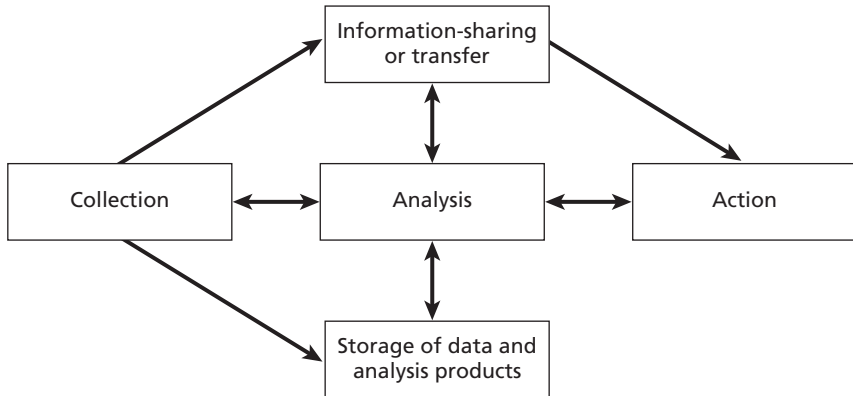 Information-sharing
or transfer
Collection
Analysis
Action
Storage of data and
analysis products